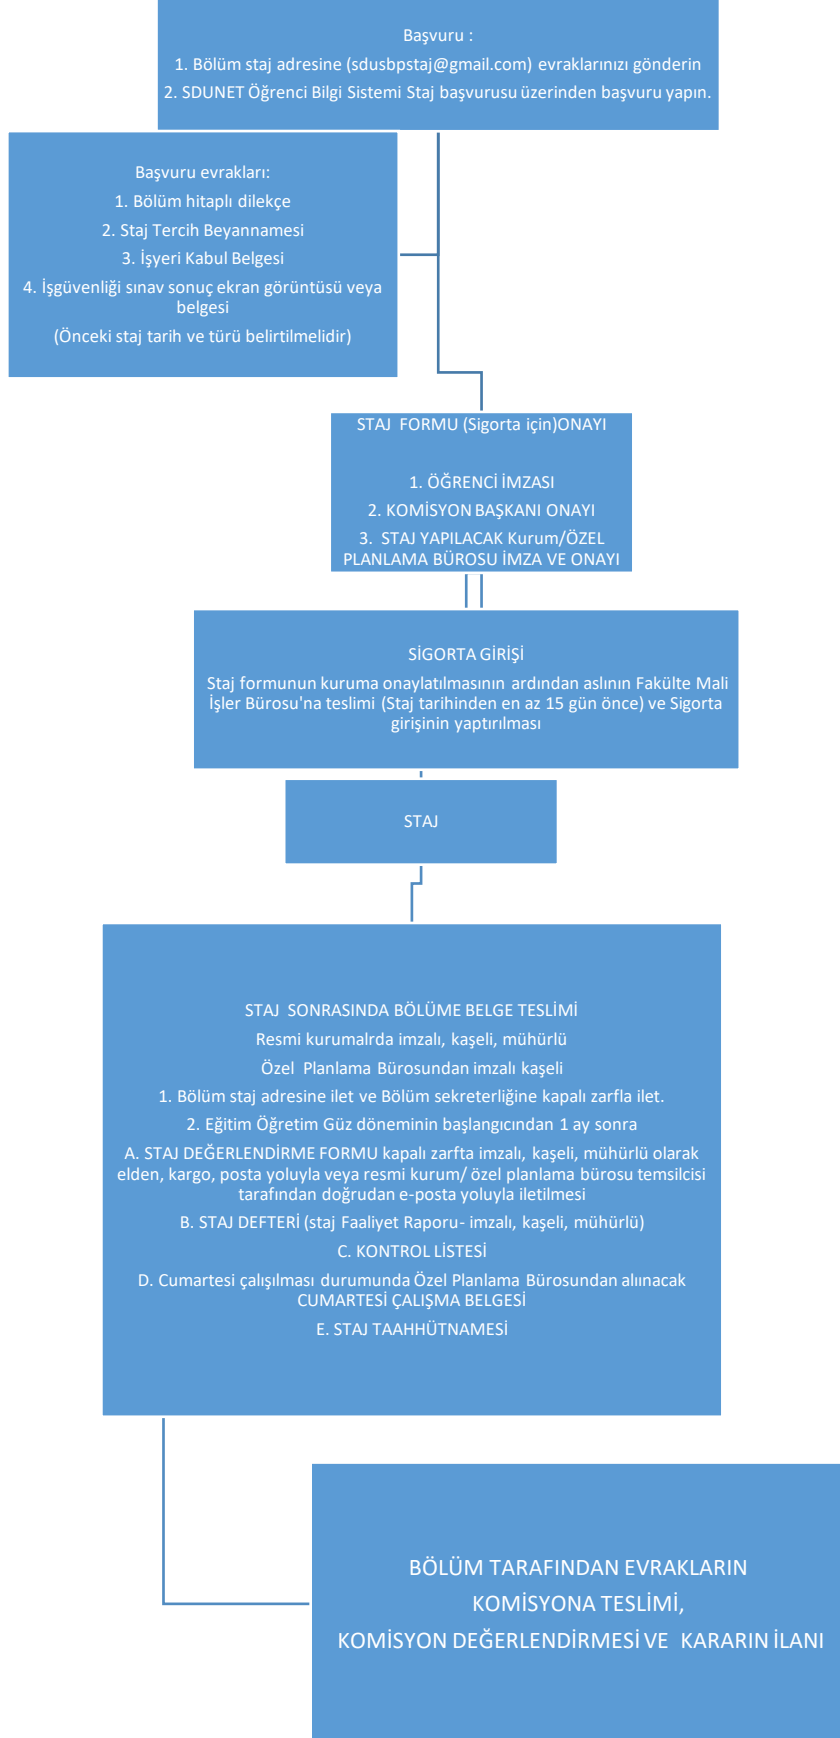 Başvuru :
1. Bölüm staj adresine (sdusbpstaj@gmail.com) evraklarınızı gönderin
2. SDUNET Öğrenci Bilgi Sistemi Staj başvurusu üzerinden başvuru yapın.
Başvuru evrakları:
1. Bölüm hitaplı dilekçe
2. Staj Tercih Beyannamesi
3. İşyeri Kabul Belgesi
4. İşgüvenliği sınav sonuç ekran görüntüsü veya
belgesi
(Önceki staj tarih ve türü belirtilmelidir)
STAJ FORMU (Sigorta için)ONAYI
1. ÖĞRENCİ İMZASI
2. KOMİSYON BAŞKANI ONAYI
3. STAJ YAPILACAK Kurum/ÖZEL
PLANLAMA BÜROSU İMZA VE ONAYI
SİGORTA GİRİŞİ
Staj formunun kuruma onaylatılmasının ardından aslının Fakülte Mali
İşler Bürosu'na teslimi (Staj tarihinden en az 15 gün önce) ve Sigorta
girişinin yaptırılması
STAJ
STAJ SONRASINDA BÖLÜME BELGE TESLİMİ
Resmi kurumalrda imzalı, kaşeli, mühürlü
Özel Planlama Bürosundan imzalı kaşeli
1. Bölüm staj adresine ilet ve Bölüm sekreterliğine kapalı zarfla ilet.
2. Eğitim Öğretim Güz döneminin başlangıcından 1 ay sonra
A. STAJ DEĞERLENDİRME FORMU kapalı zarfta imzalı, kaşeli, mühürlü olarak
elden, kargo, posta yoluyla veya resmi kurum/ özel planlama bürosu temsilcisi
tarafından doğrudan e-posta yoluyla iletilmesi
B. STAJ DEFTERİ (staj Faaliyet Raporu- imzalı, kaşeli, mühürlü)
C. KONTROL LİSTESİ
D. Cumartesi çalışılması durumunda Özel Planlama Bürosundan alıınacak
CUMARTESİ ÇALIŞMA BELGESİ
E. STAJ TAAHHÜTNAMESİ
BÖLÜM TARAFINDAN EVRAKLARIN
KOMİSYONA TESLİMİ,
KOMİSYON DEĞERLENDİRMESİ VE KARARIN İLANI